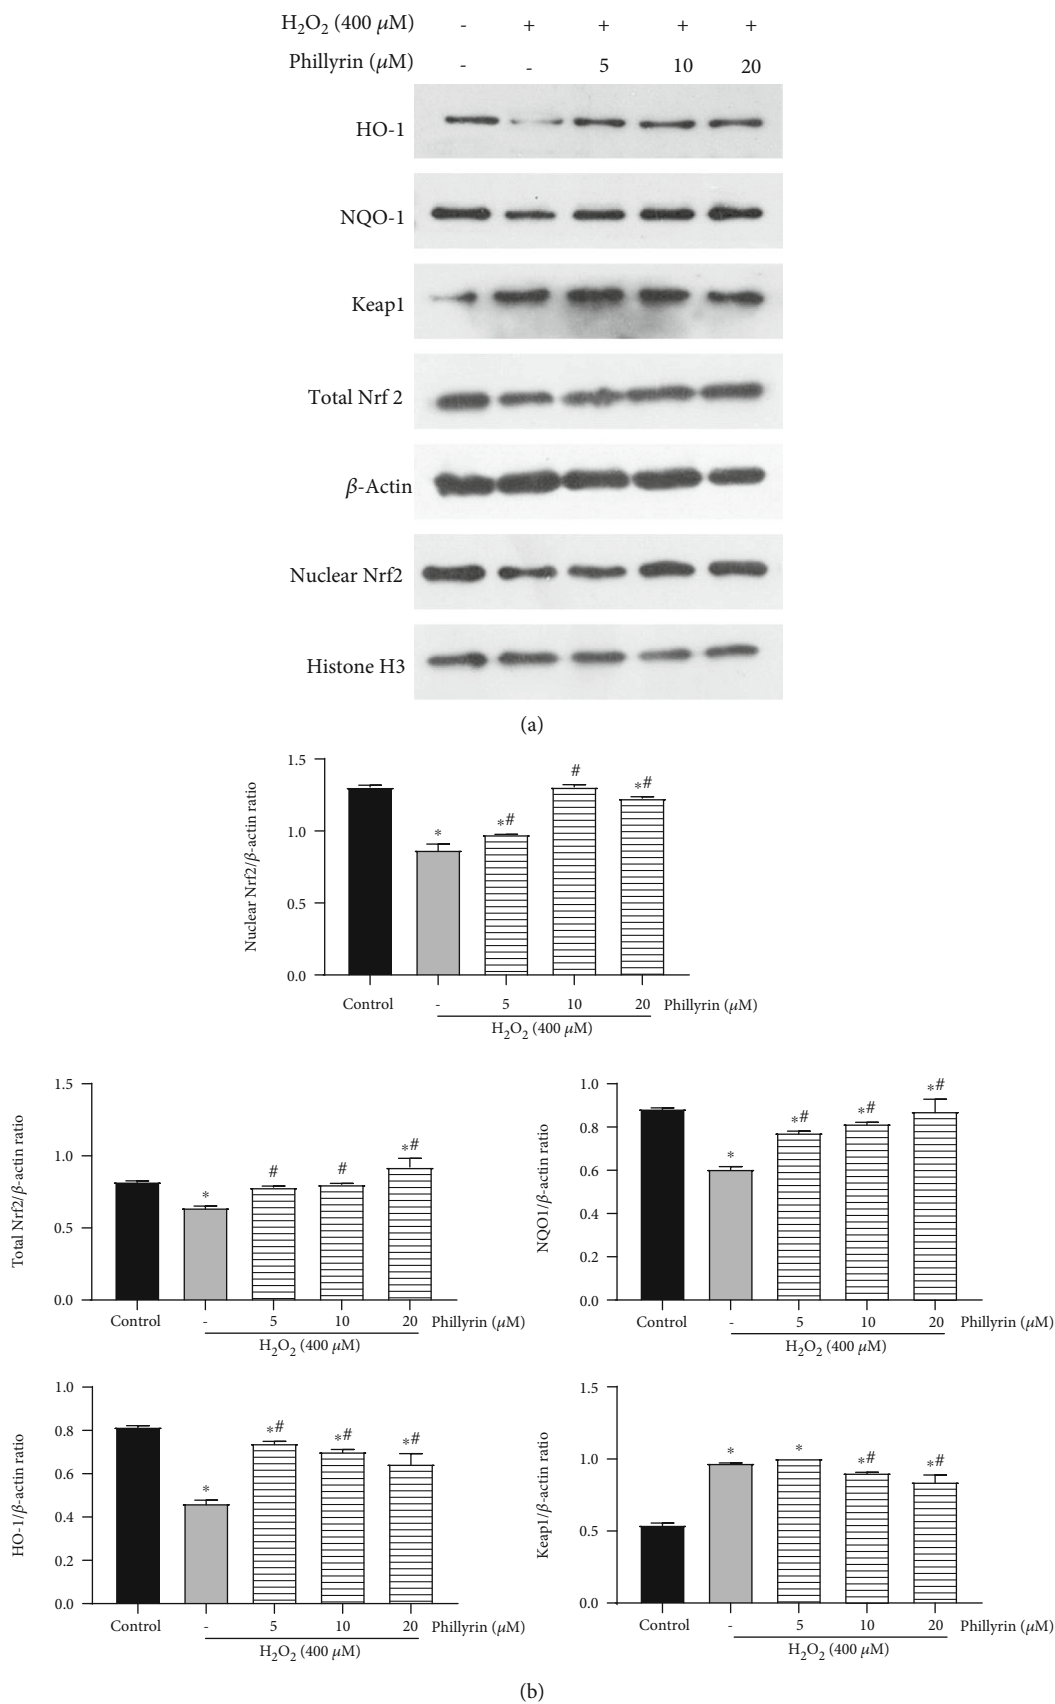 H₂O₂ (400 μM) - + + + +
Phillyrin (μM) - - 5 10 20
HO-1
NQO-1
Keap1
Total Nrf 2
β-Actin
Nuclear Nrf2
Histone H3
(a)
Nuclear Nrf2/β-actin ratio
1.5
1.0
0.5
0.0
*
*#
#
*#
Control - 5 10 20 Phillyrin (μM)
H₂O₂ (400 μM)
Total Nrf2/β-actin ratio
1.5
1.0
0.5
0.0
*
#
#
*#
Control - 5 10 20 Phillyrin (μM)
H₂O₂ (400 μM)
NQO1/β-actin ratio
1.0
0.8
0.6
0.4
0.2
0.0
*
*#
*#
*#
Control - 5 10 20 Phillyrin (μM)
H₂O₂ (400 μM)
HO-1/β-actin ratio
1.0
0.8
0.6
0.4
0.2
0.0
*
*#
*#
*#
Control - 5 10 20 Phillyrin (μM)
H₂O₂ (400 μM)
Keap1/β-actin ratio
1.5
1.0
0.5
0.0
*
*
*#
*#
Control - 5 10 20 Phillyrin (μM)
H₂O₂ (400 μM)
(b)